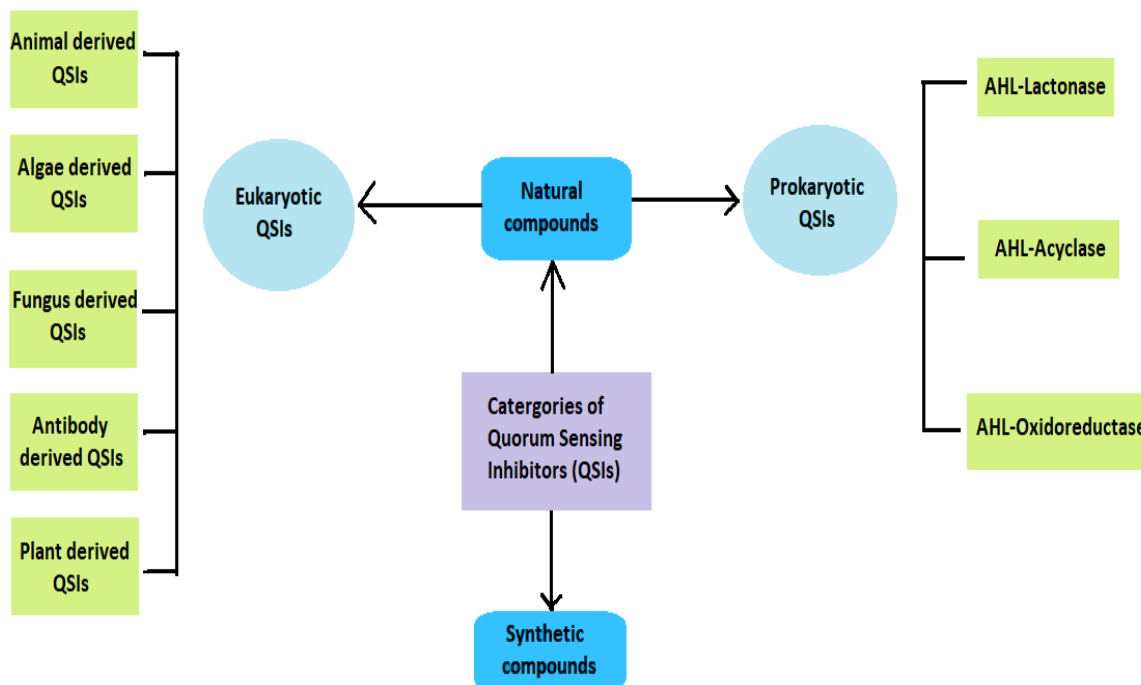 Animal derived
QSIs
Algae derived
QSIs
Fungus derived
QSIs
Antibody
derived QSIs
Plant derived
QSIs
Eukaryotic
QSIs
Natural
compounds
Catergories of
Quorum Sensing
Inhibitors (QSIs)
Synthetic
compounds
Prokaryotic
QSIs
AHL-Lactonase
AHL-Acyclase
AHL-Oxidoreductase